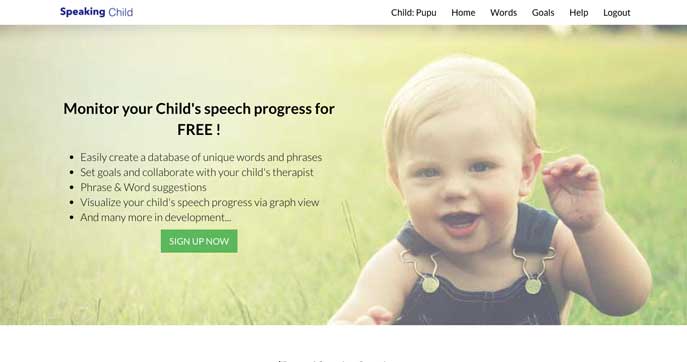 Speaking Child
Child: Pupu Home Words Goals Help Logout
Monitor your Child's speech progress for
FREE !
Easily create a database of unique words and phrases
Set goals and collaborate with your child's therapist
Phrase & Word suggestions
Visualize your child's speech progress via graph view
And many more in development...
SIGN UP NOW